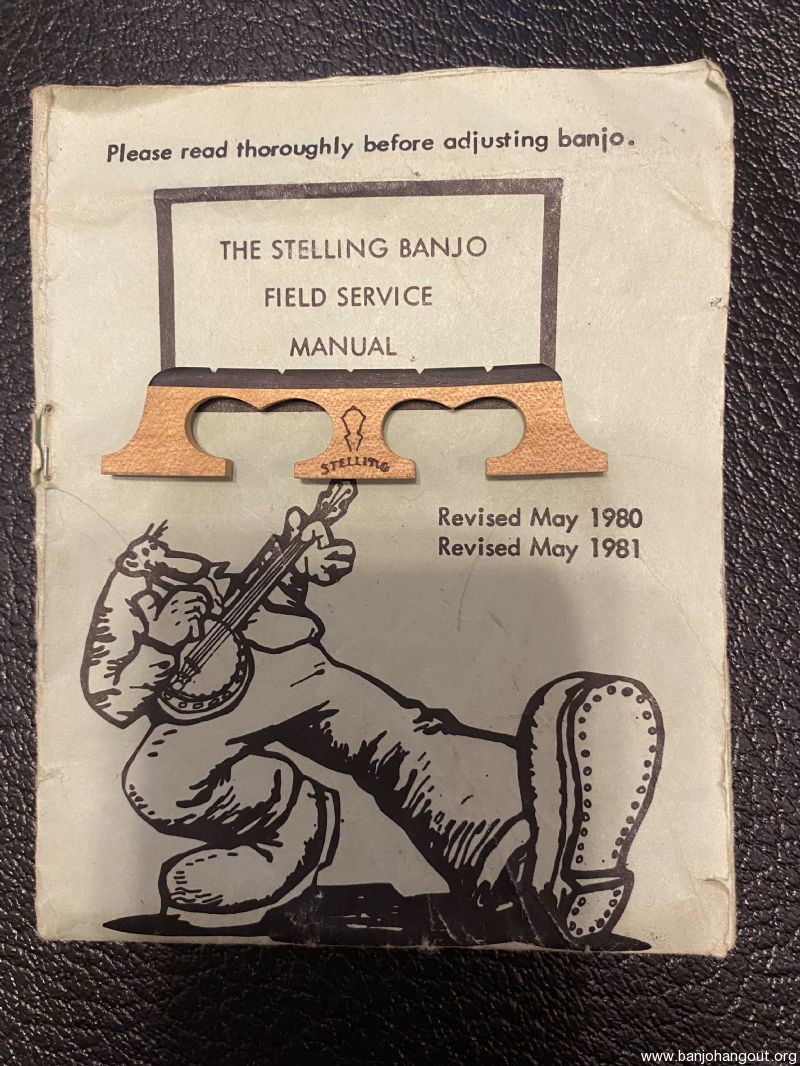 Please read thoroughly before adjusting banjo.
THE STELLING BANJO
FIELD SERVICE
MANUAL
STELLING
Revised May 1980
Revised May 1981
www.banjohangout.org